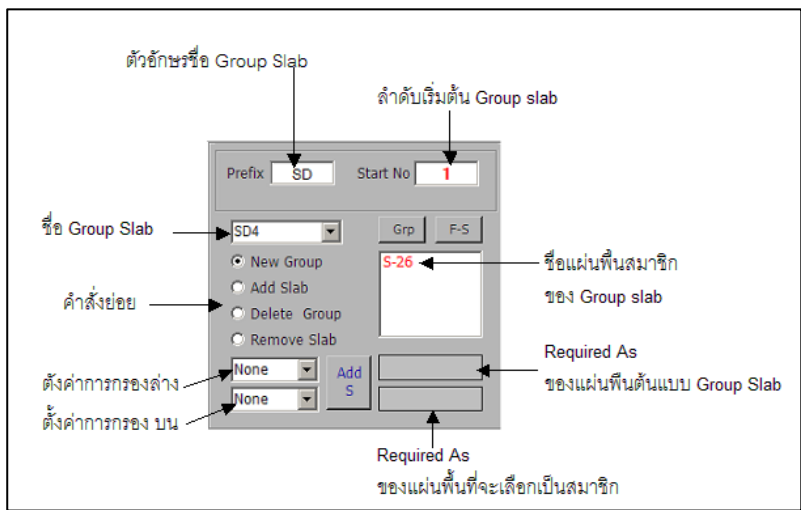 ตัวอักษรชื่อ Group Slab
ลำดับเริ่มต้น Group slab
Prefix SD Start No 1
ชื่อ Group Slab
SD4 Grp F-S
New Group
S-26
ชื่อแผ่นพื้นสมาชิก
ของ Group slab
Add Slab
คำสั่งย่อย
Delete Group
Remove Slab
Required As
ของแผ่นพื้นต้นแบบ Group Slab
ตั้งค่าการกรองล่าง
None
Add
S
ตั้งค่าการกรอง บน
None
Required As
ของแผ่นพื้นที่จะเลือกเป็นสมาชิก